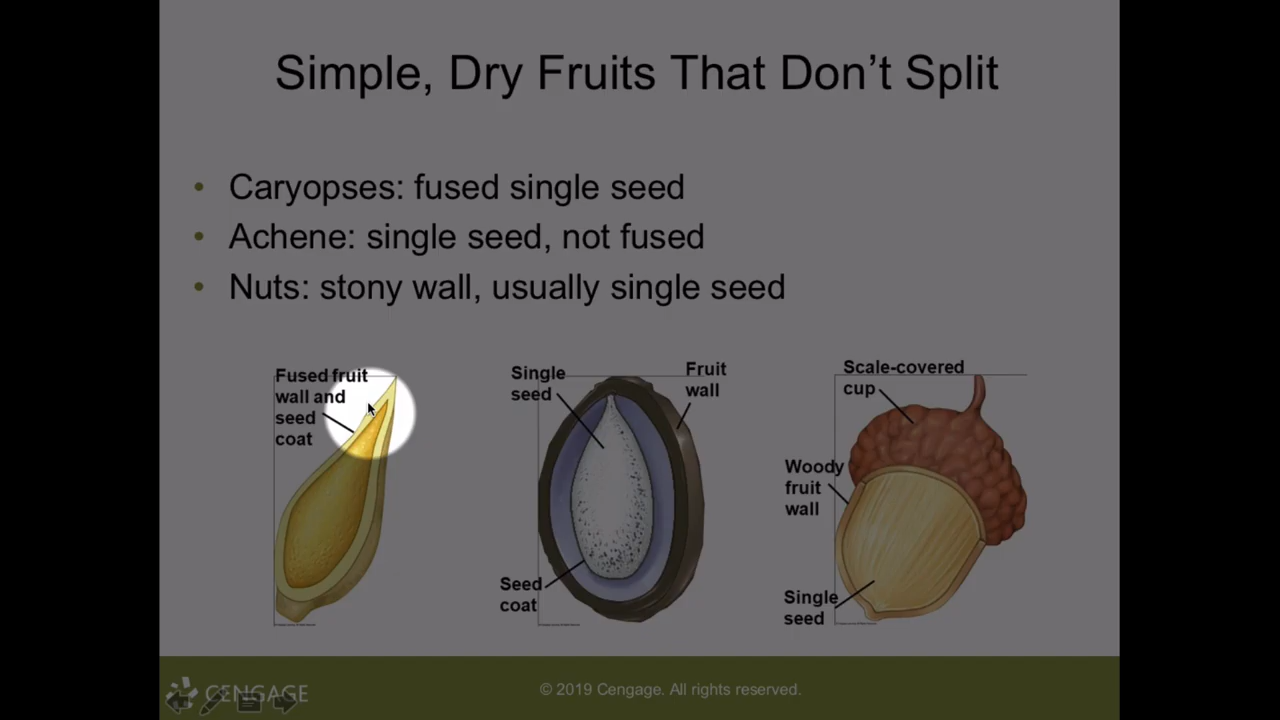 Simple, Dry Fruits That Don’t Split
• Caryopses: fused single seed
• Achene: single seed, not fused
• Nuts: stony wall, usually single seed
Fused fruit
wall and
seed
coat
Single
seed
Fruit
wall
Seed
coat
Scale-covered
cup
Woody
fruit
wall
Single
seed
CENGAGE
© 2019 Cengage. All rights reserved.